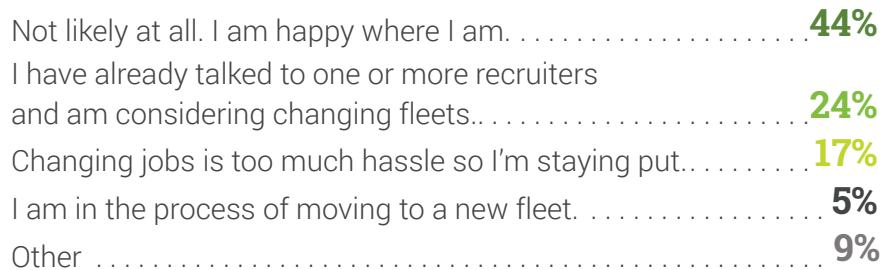 Not likely at all. I am happy where I am. . . . . . . . . . . . . . . . . . . . . . . 44%
I have already talked to one or more recruiters
and am considering changing fleets.. . . . . . . . . . . . . . . . . . . . . . . . . 24%
Changing jobs is too much hassle so I'm staying put.. . . . . . . . . 17%
I am in the process of moving to a new fleet. . . . . . . . . . . . . . . . . . 5%
Other . . . . . . . . . . . . . . . . . . . . . . . . . . . . . . . . . . . . . . . . . . . . . . . . . . . . . 9%